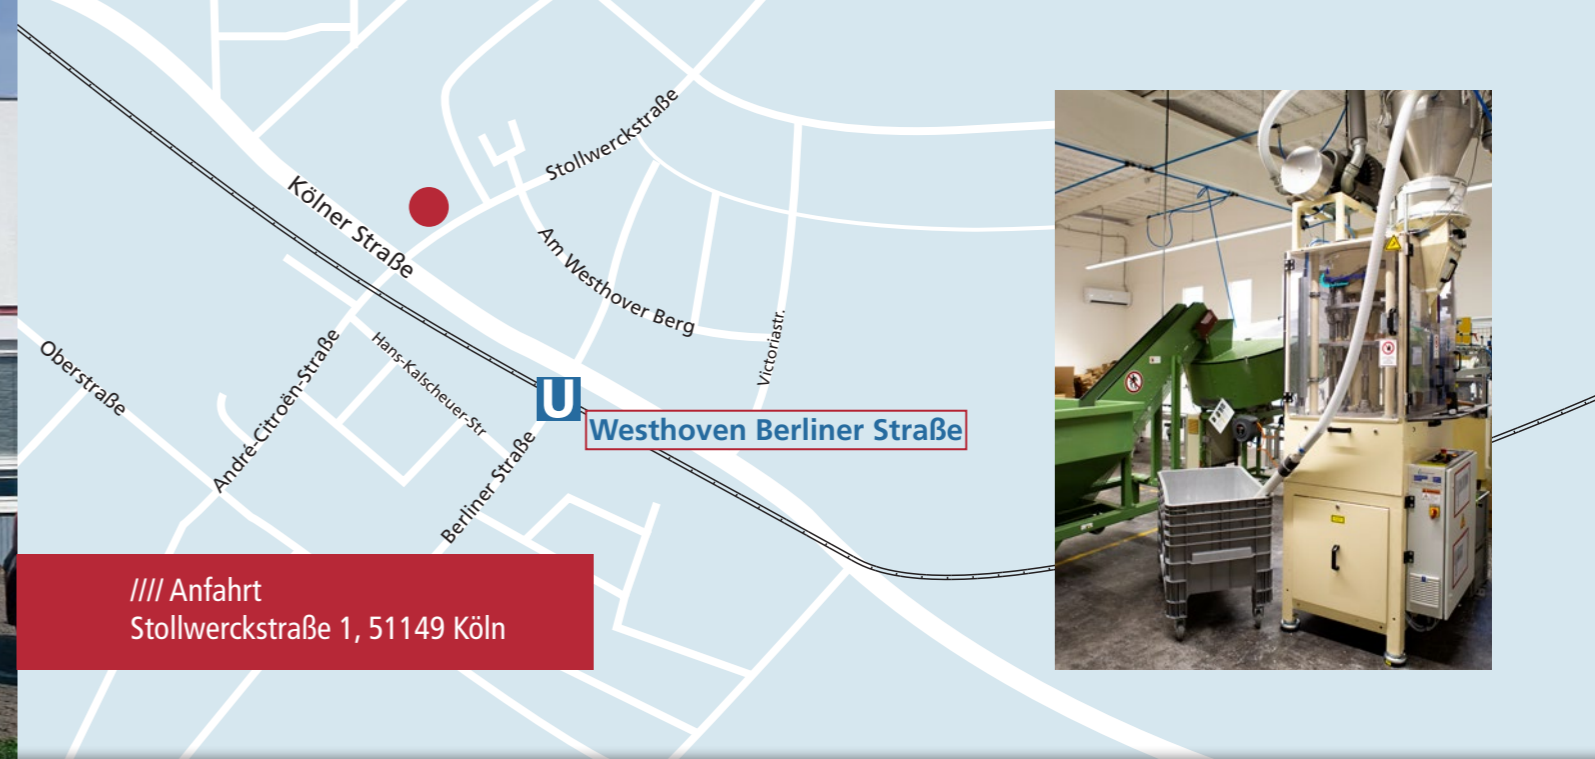 Stollwerckstraße
Kölner Straße
Am Westhover Berg
Victoriastr.
Oberstraße
André-Citroën-Straße
Hans-Kalscheuer-Str
U
Westhoven Berliner Straße
Berliner Straße
//// Anfahrt
Stollwerckstraße 1, 51149 Köln